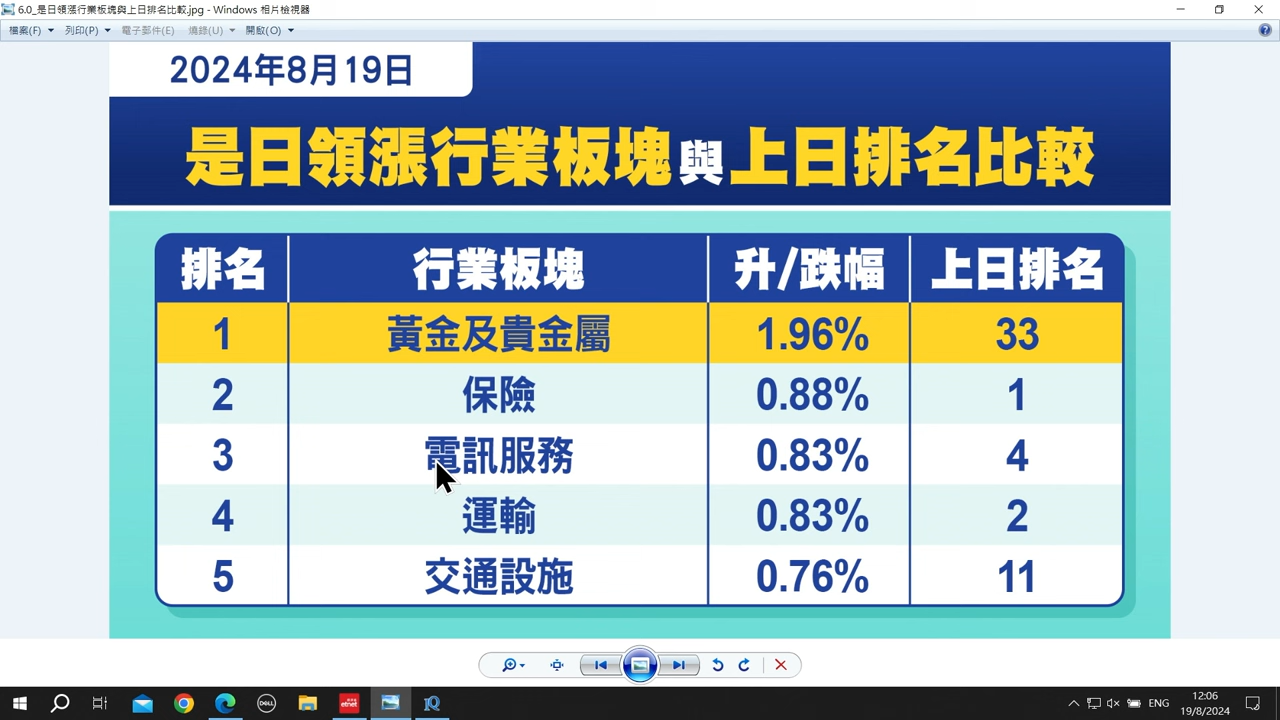 6.0_是日領漲行業板塊與上日排名比較.jpg - Windows 相片檢視器
檔案(F) 列印(P) 電子郵件(E) 燒錄(U) 開啟(O)
2024年8月19日
是日領漲行業板塊與上日排名比較
排名 行業板塊 升/跌幅 上日排名
1 黃金及貴金屬 1.96% 33
2 保險 0.88% 1
3 電訊服務 0.83% 4
4 運輸 0.83% 2
5 交通設施 0.76% 11
DELL etnet IQ ENG 12:06
19/8/2024